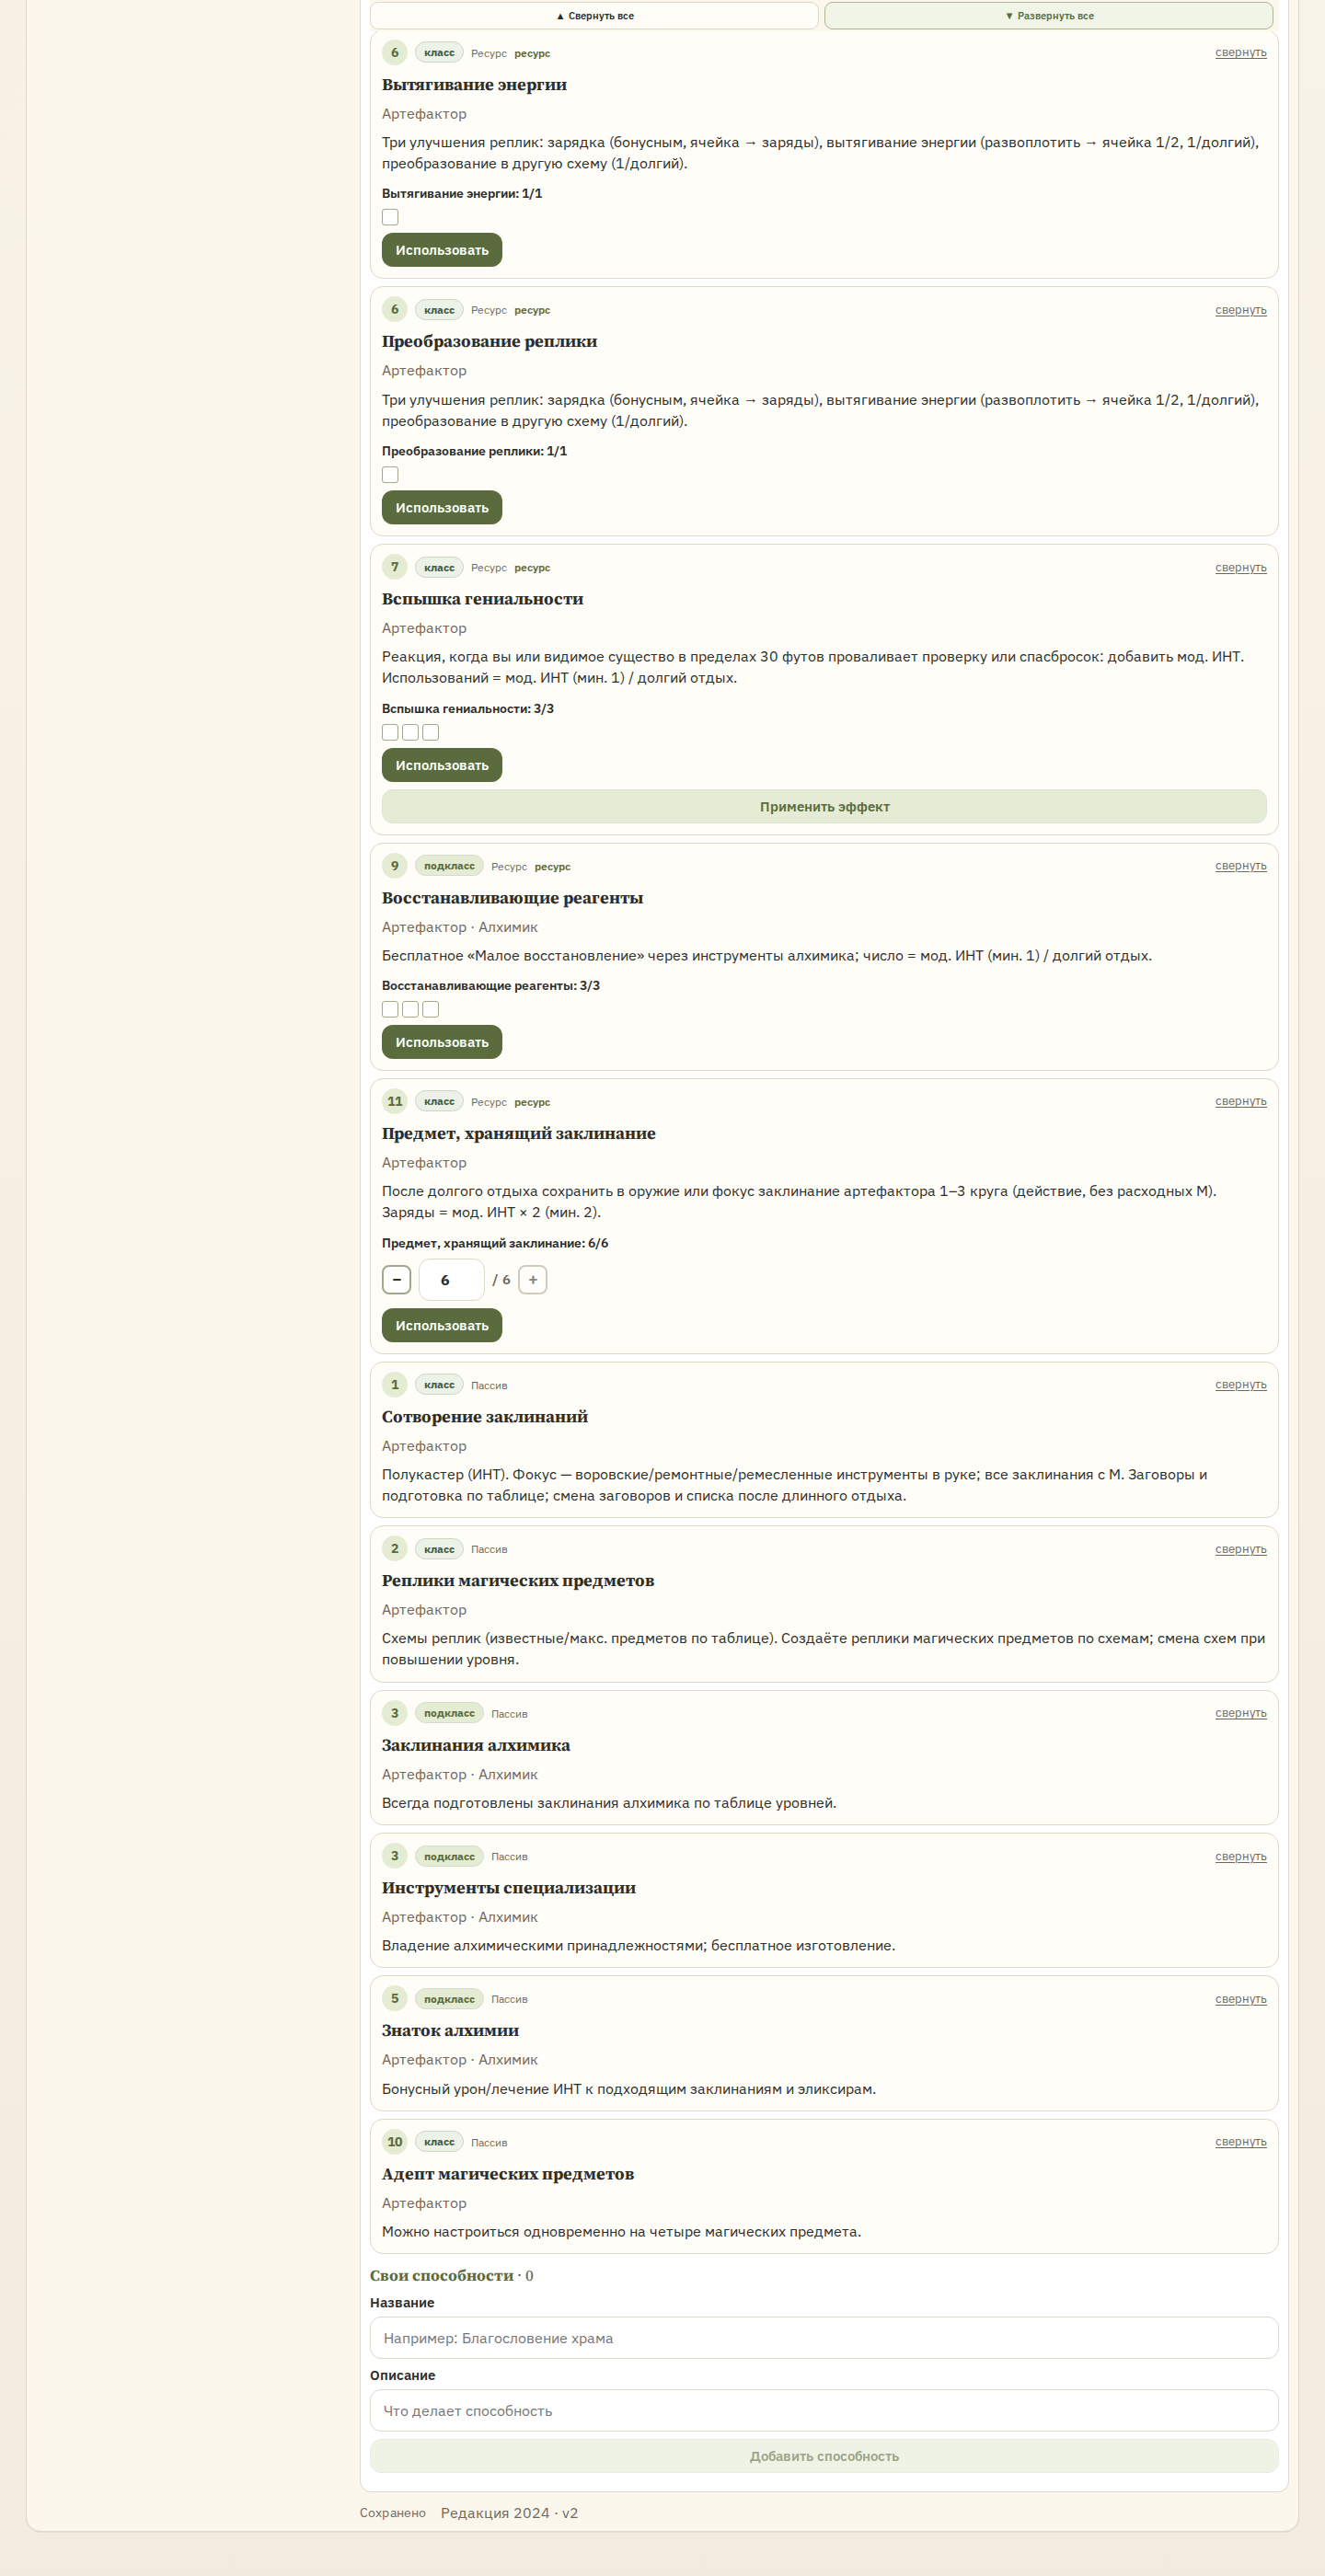 ▲ Свернуть все
▼ Развернуть все
6 класс Ресурс ресурс свернуть
Вытягивание энергии
Артефактор
Три улучшения реплик: зарядка (бонусным, ячейка → заряды), вытягивание энергии (развоплотить → ячейка 1/2, 1/долгий),
преобразование в другую схему (1/долгий).
Вытягивание энергии: 1/1
Использовать
6 класс Ресурс ресурс свернуть
Преобразование реплики
Артефактор
Три улучшения реплик: зарядка (бонусным, ячейка → заряды), вытягивание энергии (развоплотить → ячейка 1/2, 1/долгий),
преобразование в другую схему (1/долгий).
Преобразование реплики: 1/1
Использовать
7 класс Ресурс ресурс свернуть
Вспышка гениальности
Артефактор
Реакция, когда вы или видимое существо в пределах 30 футов проваливает проверку или спасбросок: добавить мод. ИНТ.
Использований = мод. ИНТ (мин. 1) / долгий отдых.
Вспышка гениальности: 3/3
Использовать
Применить эффект
9 подкласс Ресурс ресурс свернуть
Восстанавливающие реагенты
Артефактор · Алхимик
Бесплатное «Малое восстановление» через инструменты алхимика; число = мод. ИНТ (мин. 1) / долгий отдых.
Восстанавливающие реагенты: 3/3
Использовать
11 класс Ресурс ресурс свернуть
Предмет, хранящий заклинание
Артефактор
После долгого отдыха сохранить в оружие или фокус заклинание артефактора 1–3 круга (действие, без расходных М).
Заряды = мод. ИНТ × 2 (мин. 2).
Предмет, хранящий заклинание: 6/6
− 6 / 6 +
Использовать
1 класс Пассив свернуть
Сотворение заклинаний
Артефактор
Полукастер (ИНТ). Фокус — воровские/ремонтные/ремесленные инструменты в руке; все заклинания с М. Заговоры и
подготовка по таблице; смена заговоров и списка после длинного отдыха.
2 класс Пассив свернуть
Реплики магических предметов
Артефактор
Схемы реплик (известные/макс. предметов по таблице). Создаёте реплики магических предметов по схемам; смена схем при
повышении уровня.
3 подкласс Пассив свернуть
Заклинания алхимика
Артефактор · Алхимик
Всегда подготовлены заклинания алхимика по таблице уровней.
3 подкласс Пассив свернуть
Инструменты специализации
Артефактор · Алхимик
Владение алхимическими принадлежностями; бесплатное изготовление.
5 подкласс Пассив свернуть
Знаток алхимии
Артефактор · Алхимик
Бонусный урон/лечение ИНТ к подходящим заклинаниям и эликсирам.
10 класс Пассив свернуть
Адепт магических предметов
Артефактор
Можно настроиться одновременно на четыре магических предмета.
Свои способности · 0
Название
Например: Благословение храма
Описание
Что делает способность
Добавить способность
Сохранено Редакция 2024 · v2